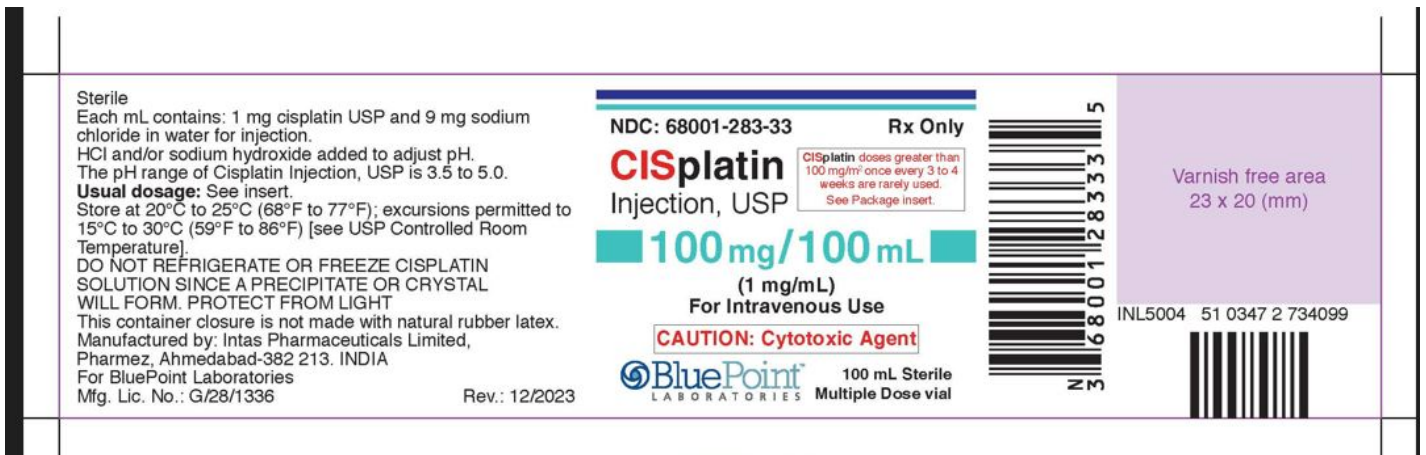 Sterile
Each mL contains: 1 mg cisplatin USP and 9 mg sodium
chloride in water for injection.
HCl and/or sodium hydroxide added to adjust pH.
The pH range of Cisplatin Injection, USP is 3.5 to 5.0.
Usual dosage: See insert.
Store at 20°C to 25°C (68°F to 77°F); excursions permitted to
15°C to 30°C (59°F to 86°F) [see USP Controlled Room
Temperature].
DO NOT REFRIGERATE OR FREEZE CISPLATIN
SOLUTION SINCE A PRECIPITATE OR CRYSTAL
WILL FORM. PROTECT FROM LIGHT
This container closure is not made with natural rubber latex.
Manufactured by: Intas Pharmaceuticals Limited,
Pharmez, Ahmedabad-382 213. INDIA
For BluePoint Laboratories
Mfg. Lic. No.: G/28/1336 Rev.: 12/2023
NDC: 68001-283-33 Rx Only
CISplatin
Injection, USP
CISplatin doses greater than
100 mg/m² once every 3 to 4
weeks are rarely used.
See Package insert.
100 mg/100 mL
(1 mg/mL)
For Intravenous Use
CAUTION: Cytotoxic Agent
BluePoint™
LABORATORIES
100 mL Sterile
Multiple Dose vial
N 3 68001 28333 5
Varnish free area
23 x 20 (mm)
INL5004 51 0347 2 734099